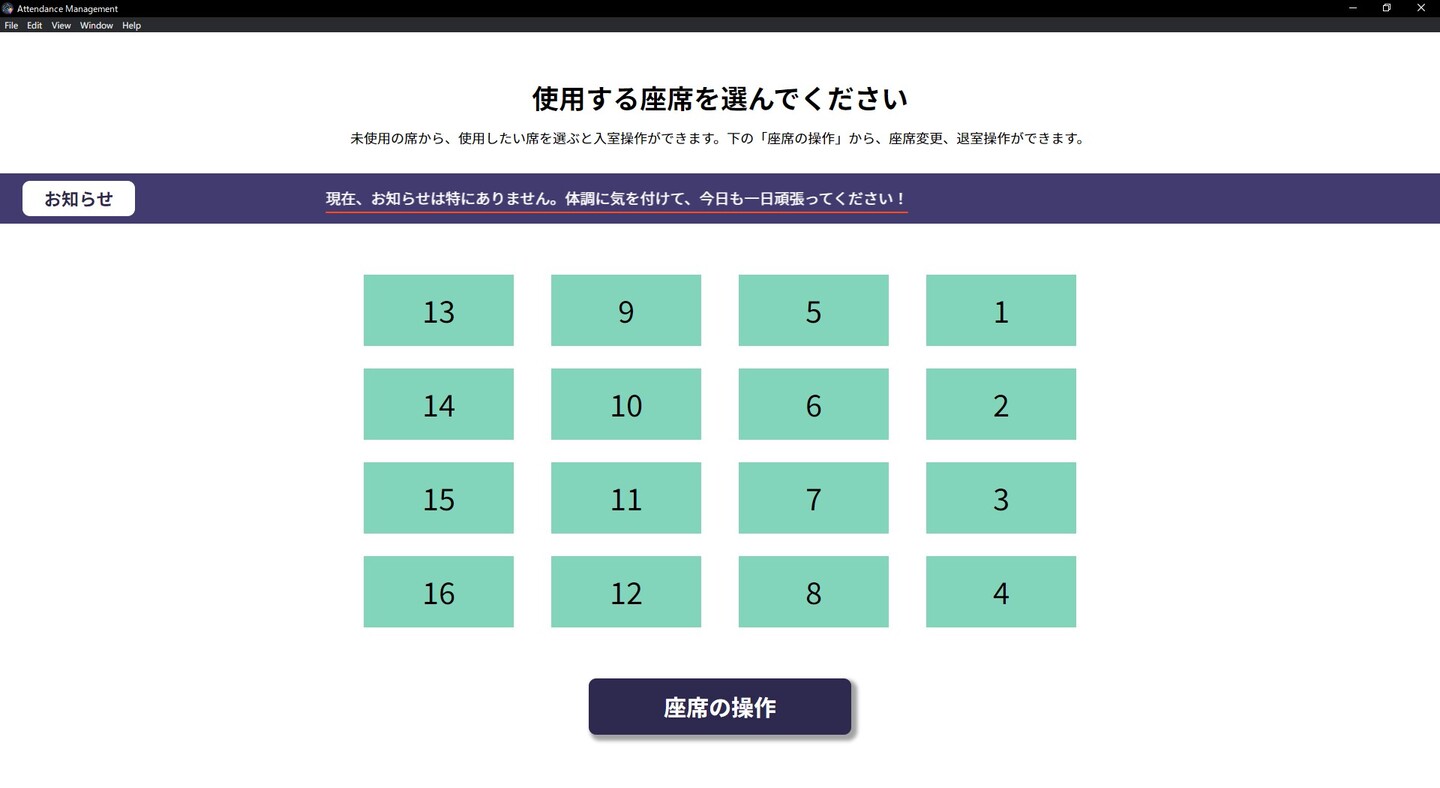 Attendance Management
File Edit View Window Help
使用する座席を選んでください
未使用の席から、使用したい席を選ぶと入室操作ができます。下の「座席の操作」から、座席変更、退室操作ができます。
お知らせ
現在、お知らせは特にありません。体調に気を付けて、今日も一日頑張ってください！
13 9 5 1
14 10 6 2
15 11 7 3
16 12 8 4
座席の操作